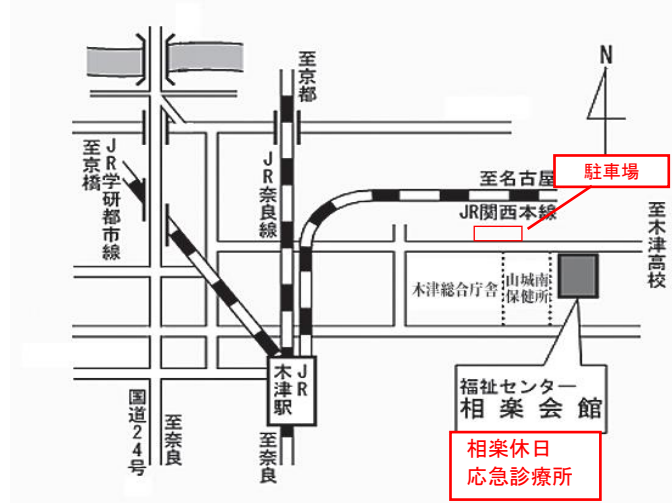 至京都
N
駐車場
JR学研都市線
至京橋
JR奈良線
至名古屋
JR関西本線
至木津高校
木津総合庁舎
山城南
保健所
JR
木津駅
福祉センター
相楽会館
国道24号
至奈良
至奈良
相楽休日
応急診療所